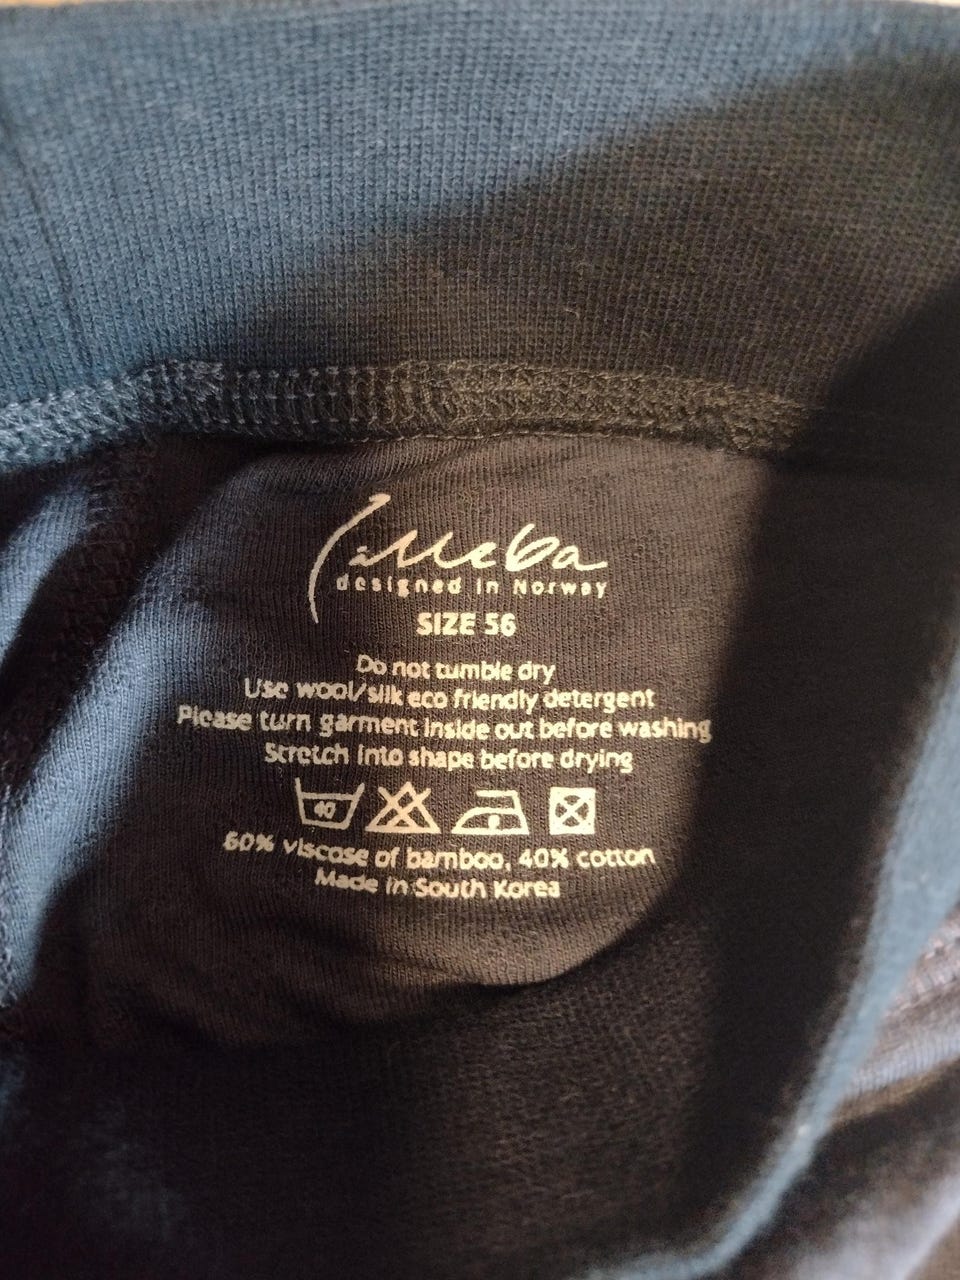 Lilleba
designed in Norway
SIZE 56
Do not tumble dry
Use wool/silk eco friendly detergent
Please turn garment inside out before washing
Stretch into shape before drying
40
60% viscose of bamboo, 40% cotton
Made in South Korea